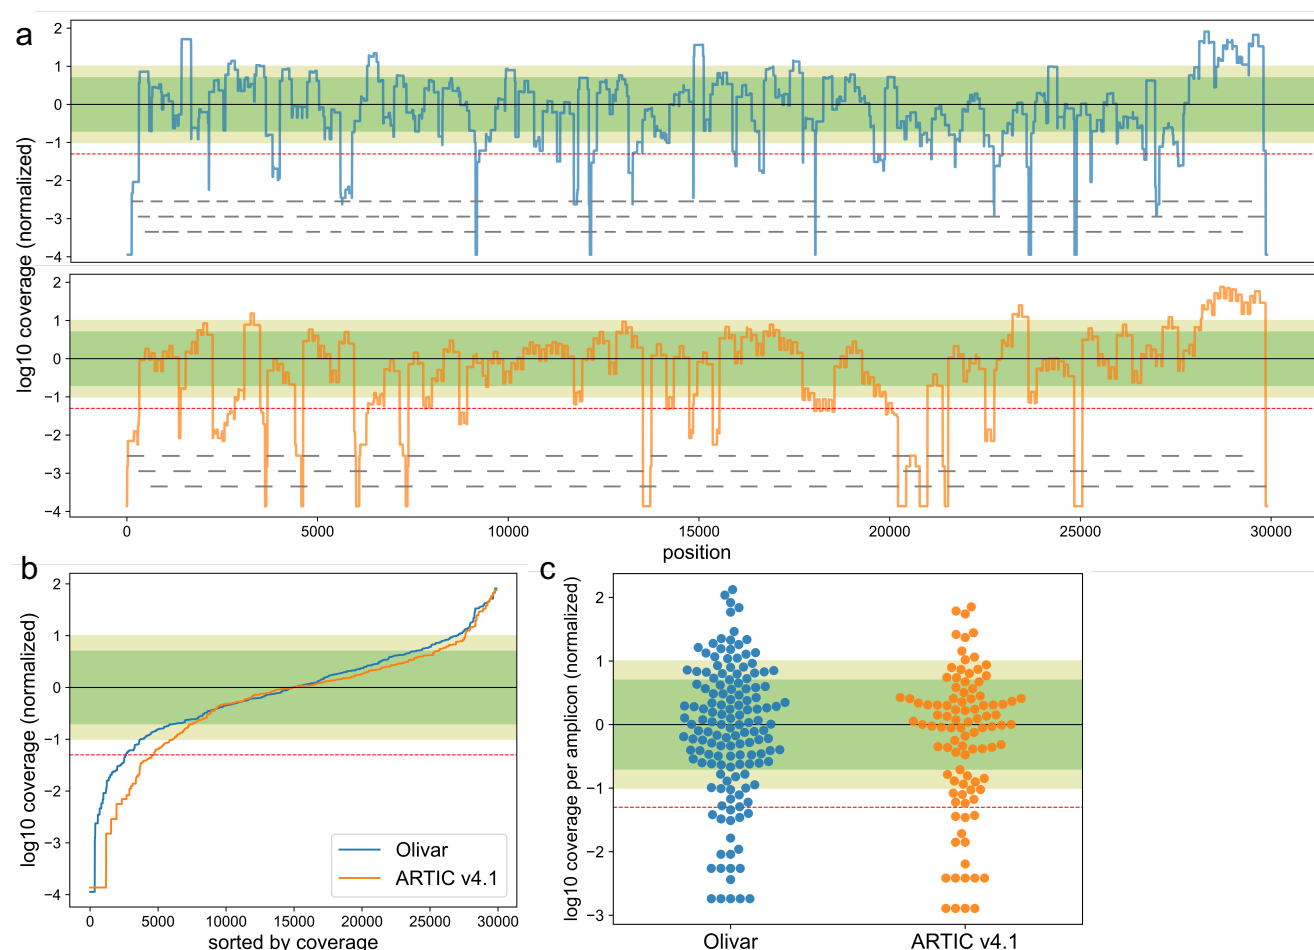 a
log10 coverage (normalized)
2
1
0
−1
−2
−3
−4
2
1
0
−1
−2
−3
−4
0 5000 10000 15000 20000 25000 30000
position
b
log10 coverage (normalized)
2
1
0
−1
−2
−3
−4
Olivar
ARTIC v4.1
0 5000 10000 15000 20000 25000 30000
sorted by coverage
c
log10 coverage per amplicon (normalized)
2
1
0
−1
−2
−3
Olivar ARTIC v4.1